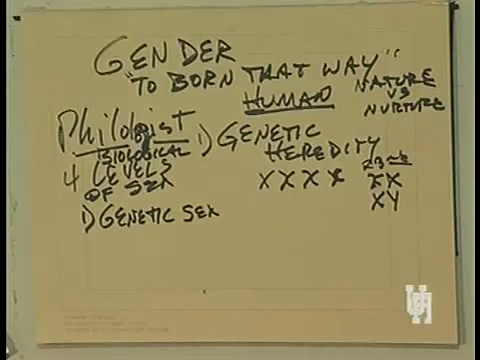 GENDER
"TO BORN THAT WAY"
HUMAN
NATURE
VS
NURTURE
Philologist
BIOLOGICAL
4 LEVELS
OF SEX
1) GENETIC SEX
1) GENETIC
HEREDITY
X X X X
XX
XY